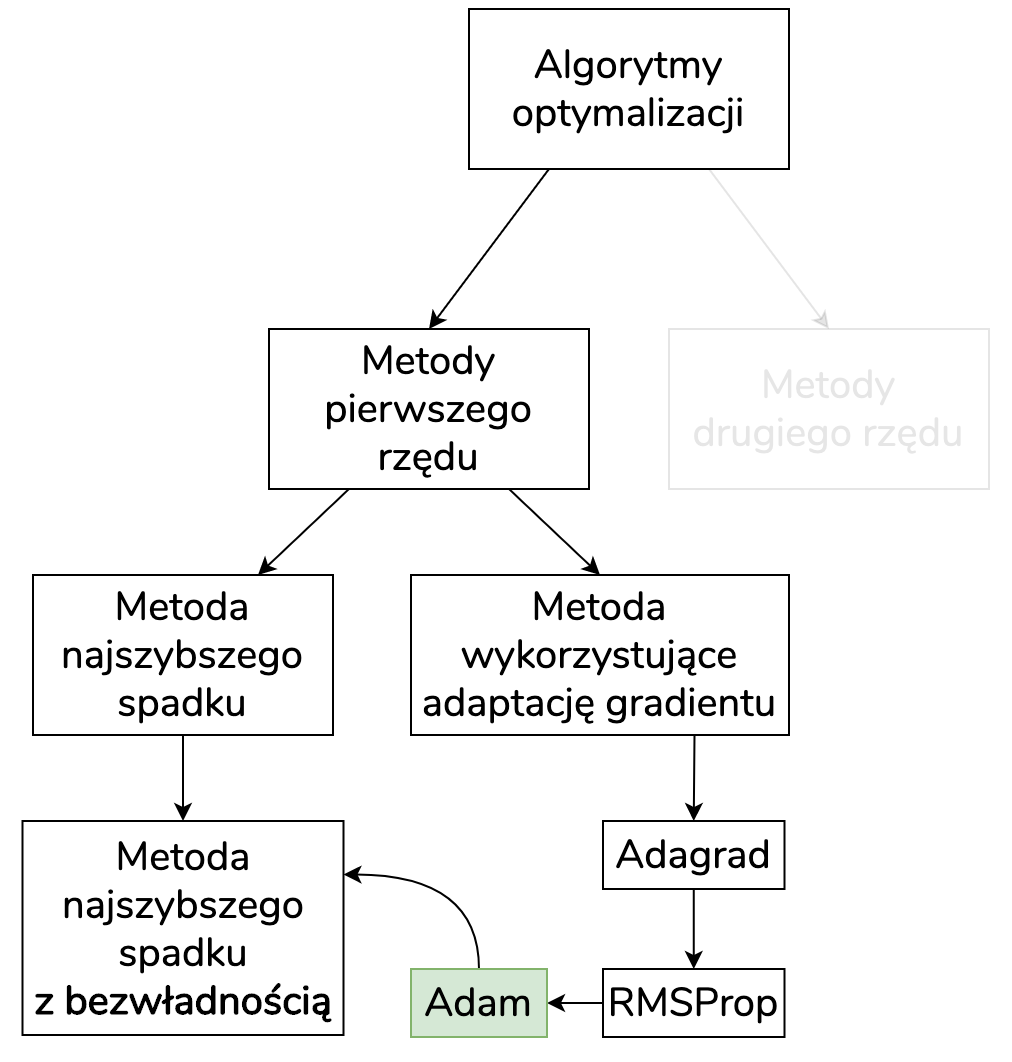 Algorytmy
optymalizacji
Metody
pierwszego
rzędu
Metody
drugiego rzędu
Metoda
najszybszego
spadku
Metoda
wykorzystujące
adaptację gradientu
Metoda
najszybszego
spadku
z bezwładnością
Adagrad
Adam
RMSProp